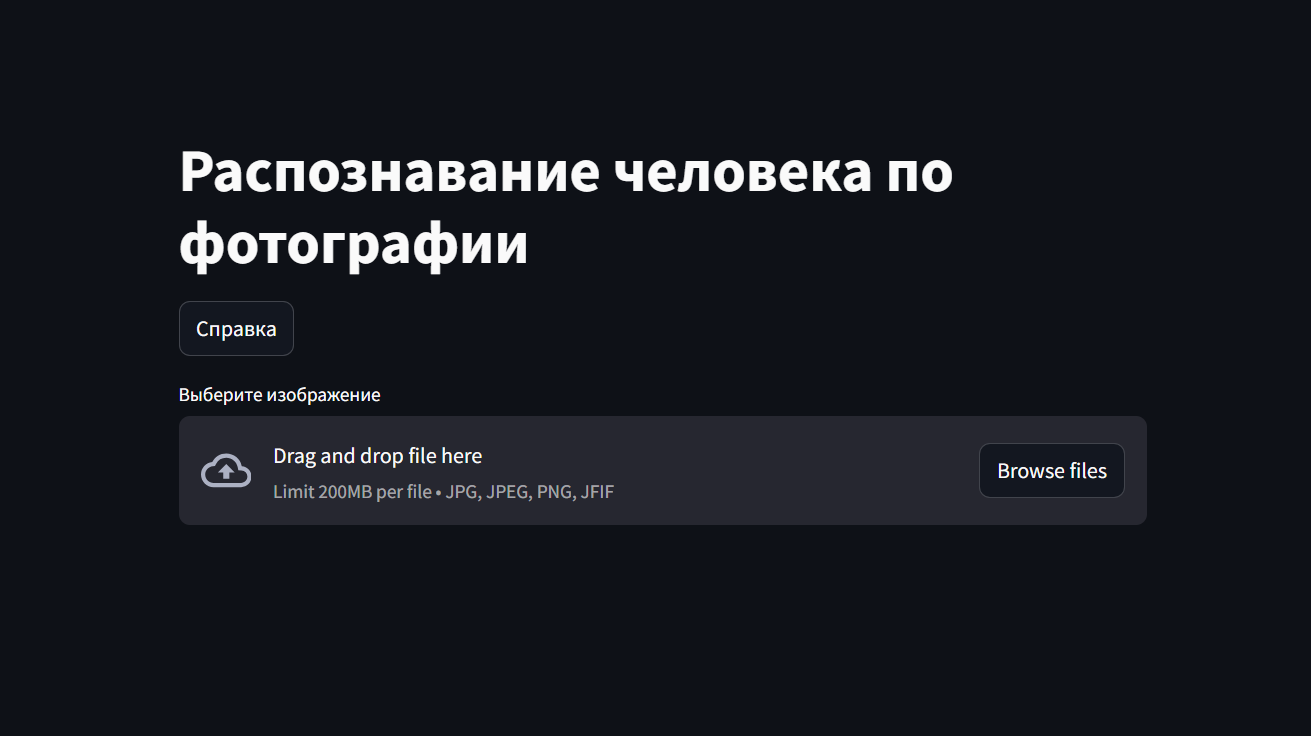 Распознавание человека по
фотографии
Справка
Выберите изображение
Drag and drop file here
Limit 200MB per file • JPG, JPEG, PNG, JFIF
Browse files